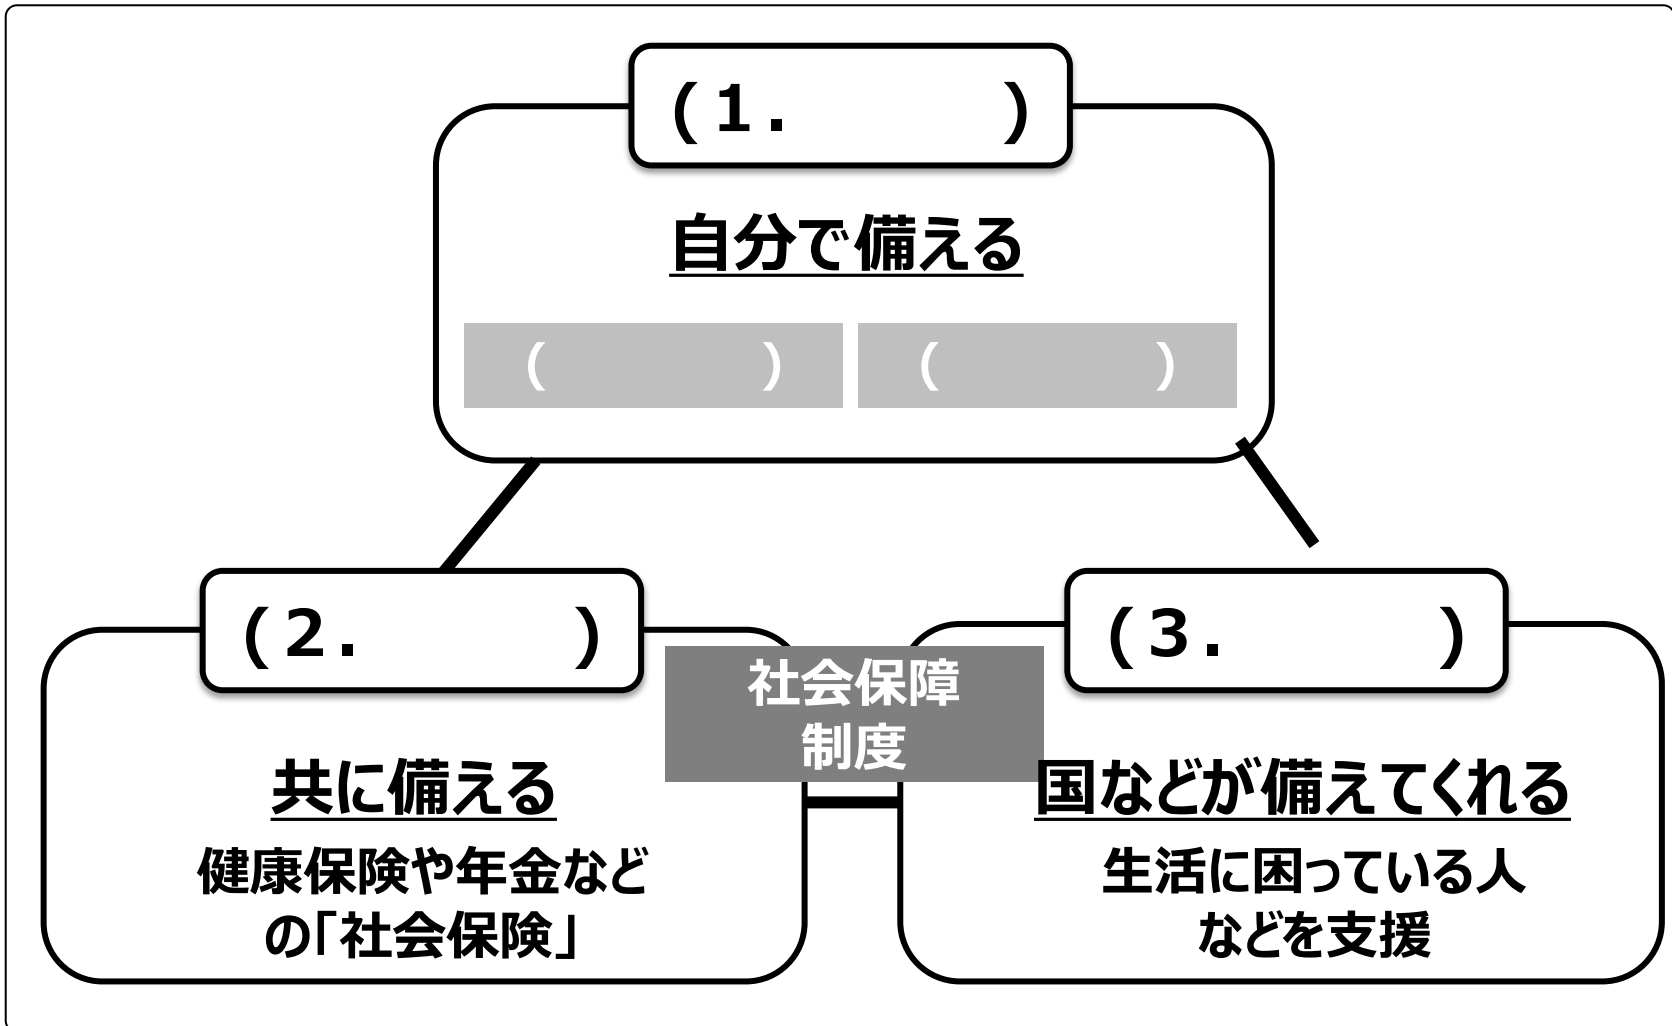 (1.　　　)
自分で備える
(　　　)
(　　　)
(2.　　　)
(3.　　　)
社会保障
制度
共に備える
健康保険や年金など
の「社会保険」
国などが備えてくれる
生活に困っている人
などを支援